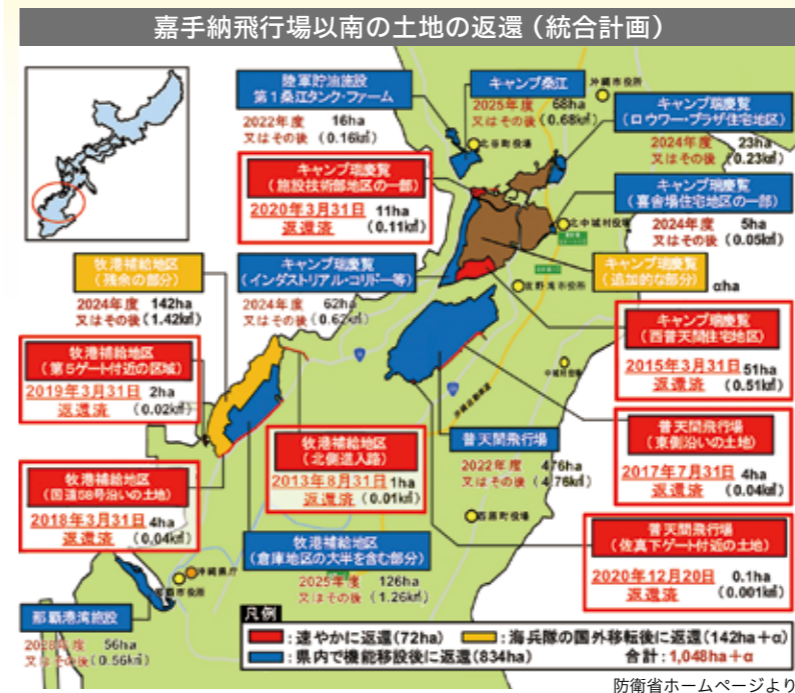 嘉手納飛行場以南の土地の返還（統合計画）
陸軍貯油施設
第1桑江タンク・ファーム
2022年度 16ha
又はその後 (0.16k㎡)
キャンプ桑江
2025年度 68ha
又はその後 (0.68k㎡)
沖縄市役所
北谷町役場
キャンプ瑞慶覧
(ロウワー・プラザ住宅地区)
2024年度 23ha
又はその後 (0.23k㎡)
キャンプ瑞慶覧
(施設技術部地区の一部)
2020年3月31日 11ha
返還済 (0.11k㎡)
キャンプ瑞慶覧
(喜舎場住宅地区の一部)
2024年度 5ha
又はその後 (0.05k㎡)
北中城村役場
牧港補給地区
(残余の部分)
2024年度 142ha
又はその後 (1.42k㎡)
キャンプ瑞慶覧
(インダストリアル・コリドー等)
2024年度 62ha
又はその後 (0.62k㎡)
キャンプ瑞慶覧
(追加的な部分)
αha
宜野湾市役所
キャンプ瑞慶覧
(西普天間住宅地区)
2015年3月31日 51ha
返還済 (0.51k㎡)
牧港補給地区
(第5ゲート付近の区域)
2019年3月31日 2ha
返還済 (0.02k㎡)
中城村役場
沖縄自動車道
普天間飛行場
(東側沿いの土地)
2017年7月31日 4ha
返還済 (0.04k㎡)
牧港補給地区
(北側進入路)
2013年8月31日 1ha
返還済 (0.01k㎡)
普天間飛行場
2022年度 476ha
又はその後 (4.76k㎡)
牧港補給地区
(国道58号沿いの土地)
2018年3月31日 4ha
返還済 (0.04k㎡)
西原町役場
普天間飛行場
(佐真下ゲート付近の土地)
2020年12月20日 0.1ha
返還済 (0.001k㎡)
牧港補給地区
(倉庫地区の大半を含む部分)
2025年度 126ha
又はその後 (1.26k㎡)
沖縄県庁
那覇市役所
那覇港湾施設
2028年度 56ha
又はその後 (0.56k㎡)
凡例
:速やかに返還(72ha) :海兵隊の国外移転後に返還(142ha＋α)
:県内で機能移設後に返還(834ha) 合計:1,048ha＋α
防衛省ホームページより